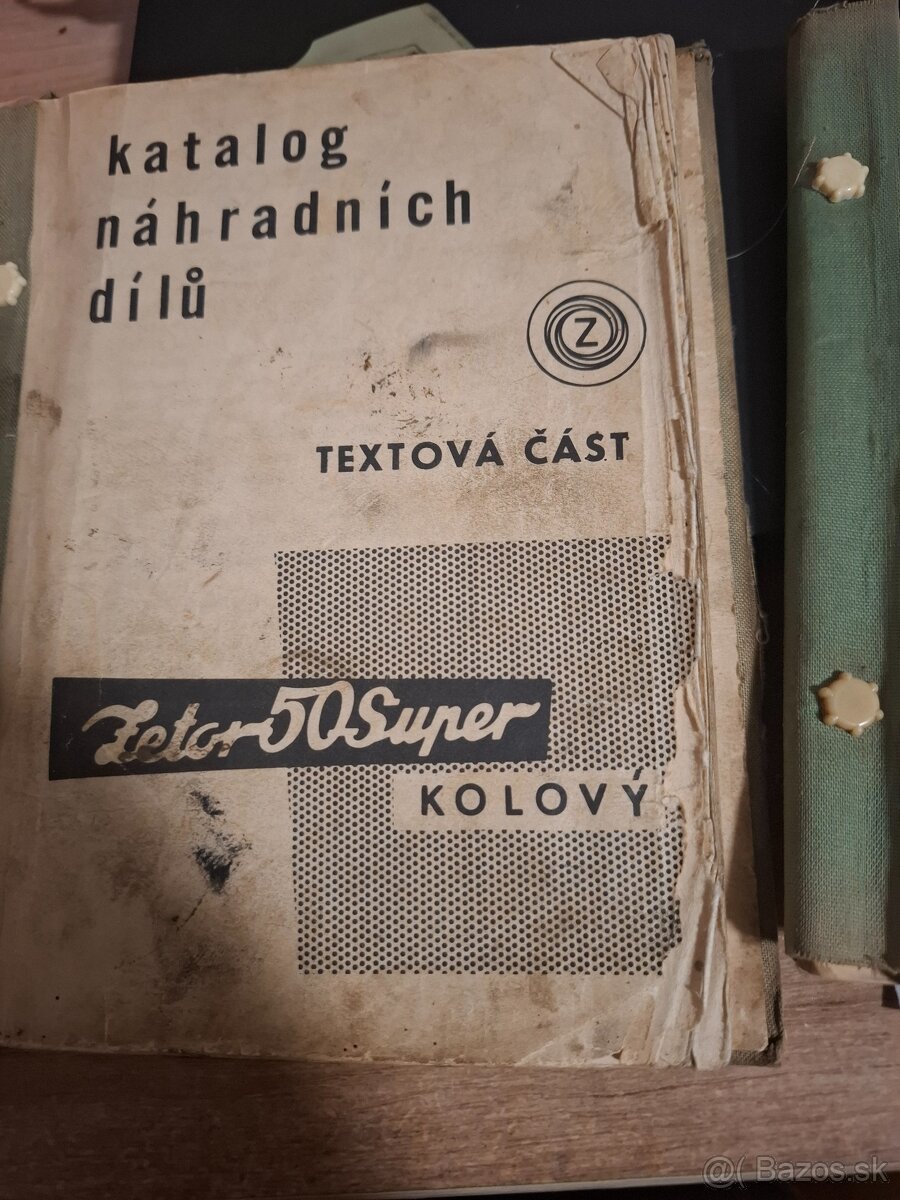 katalog
náhradních
dílů
Z
TEXTOVÁ ČÁST
Zetor 50 Super
KOLOVÝ
@( Bazos.sk